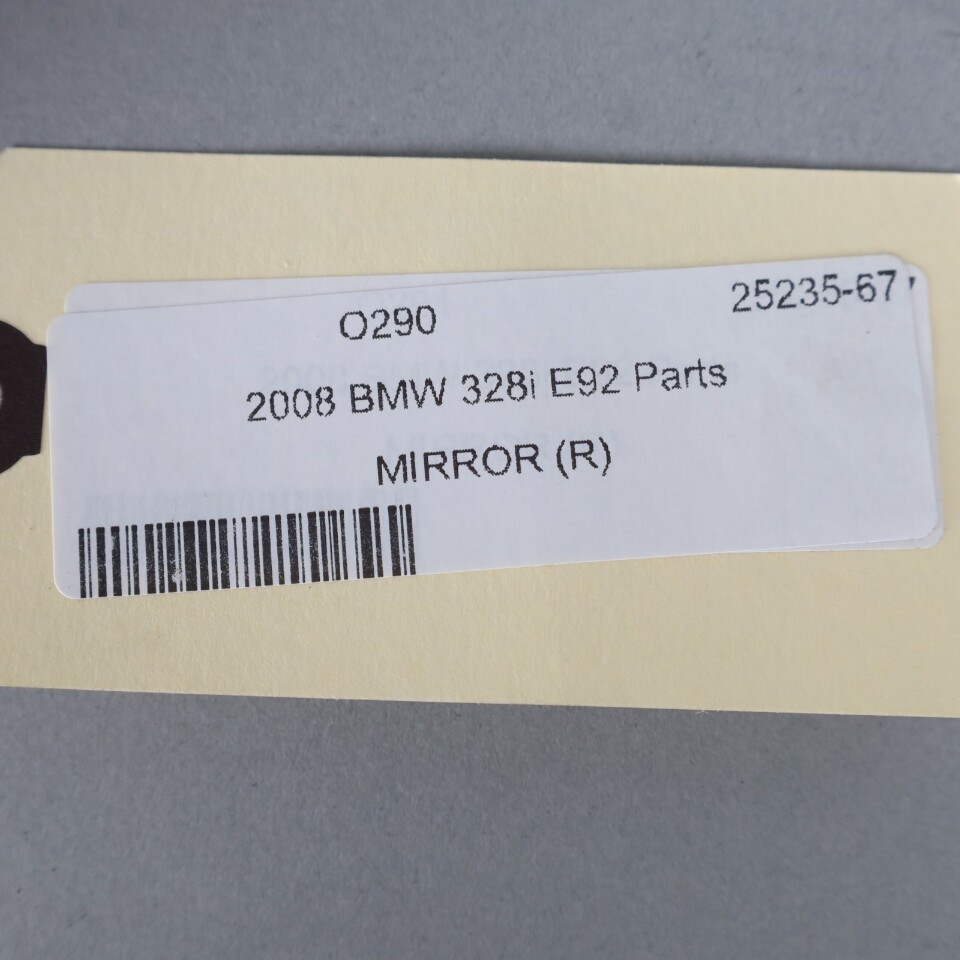 O290 25235-67
2008 BMW 328i E92 Parts
MIRROR (R)